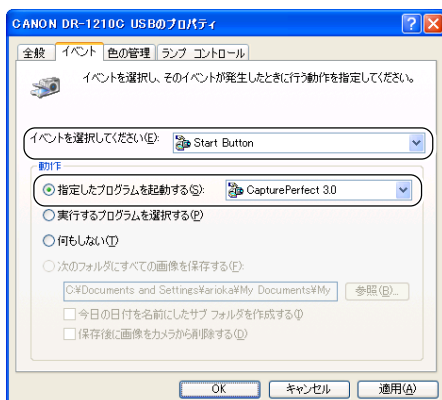 CANON DR-1210C USBのプロパティ
全般 イベント 色の管理 ランプ コントロール
イベントを選択し、そのイベントが発生したときに行う動作を指定してください。
イベントを選択してください(E): Start Button
動作
指定したプログラムを起動する(S): CapturePerfect 3.0
実行するプログラムを選択する(P)
何もしない(T)
次のフォルダにすべての画像を保存する(F):
C:¥Documents and Settings¥arioka¥My Documents¥My 参照(B)...
今日の日付を名前にしたサブ フォルダを作成する(I)
保存後に画像をカメラから削除する(D)
OK キャンセル 適用(A)